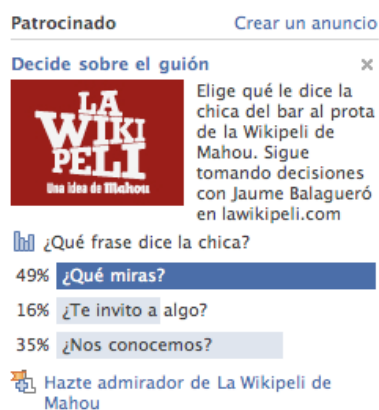 Patrocinado
Crear un anuncio
Decide sobre el guión
LA
WIKI
PELI
Una idea de Mahou
Elige qué le dice la
chica del bar al prota
de la Wikipeli de
Mahou. Sigue
tomando decisiones
con Jaume Balagueró
en lawikipeli.com
¿Qué frase dice la chica?
49% ¿Qué miras?
16% ¿Te invito a algo?
35% ¿Nos conocemos?
Hazte admirador de La Wikipeli de
Mahou